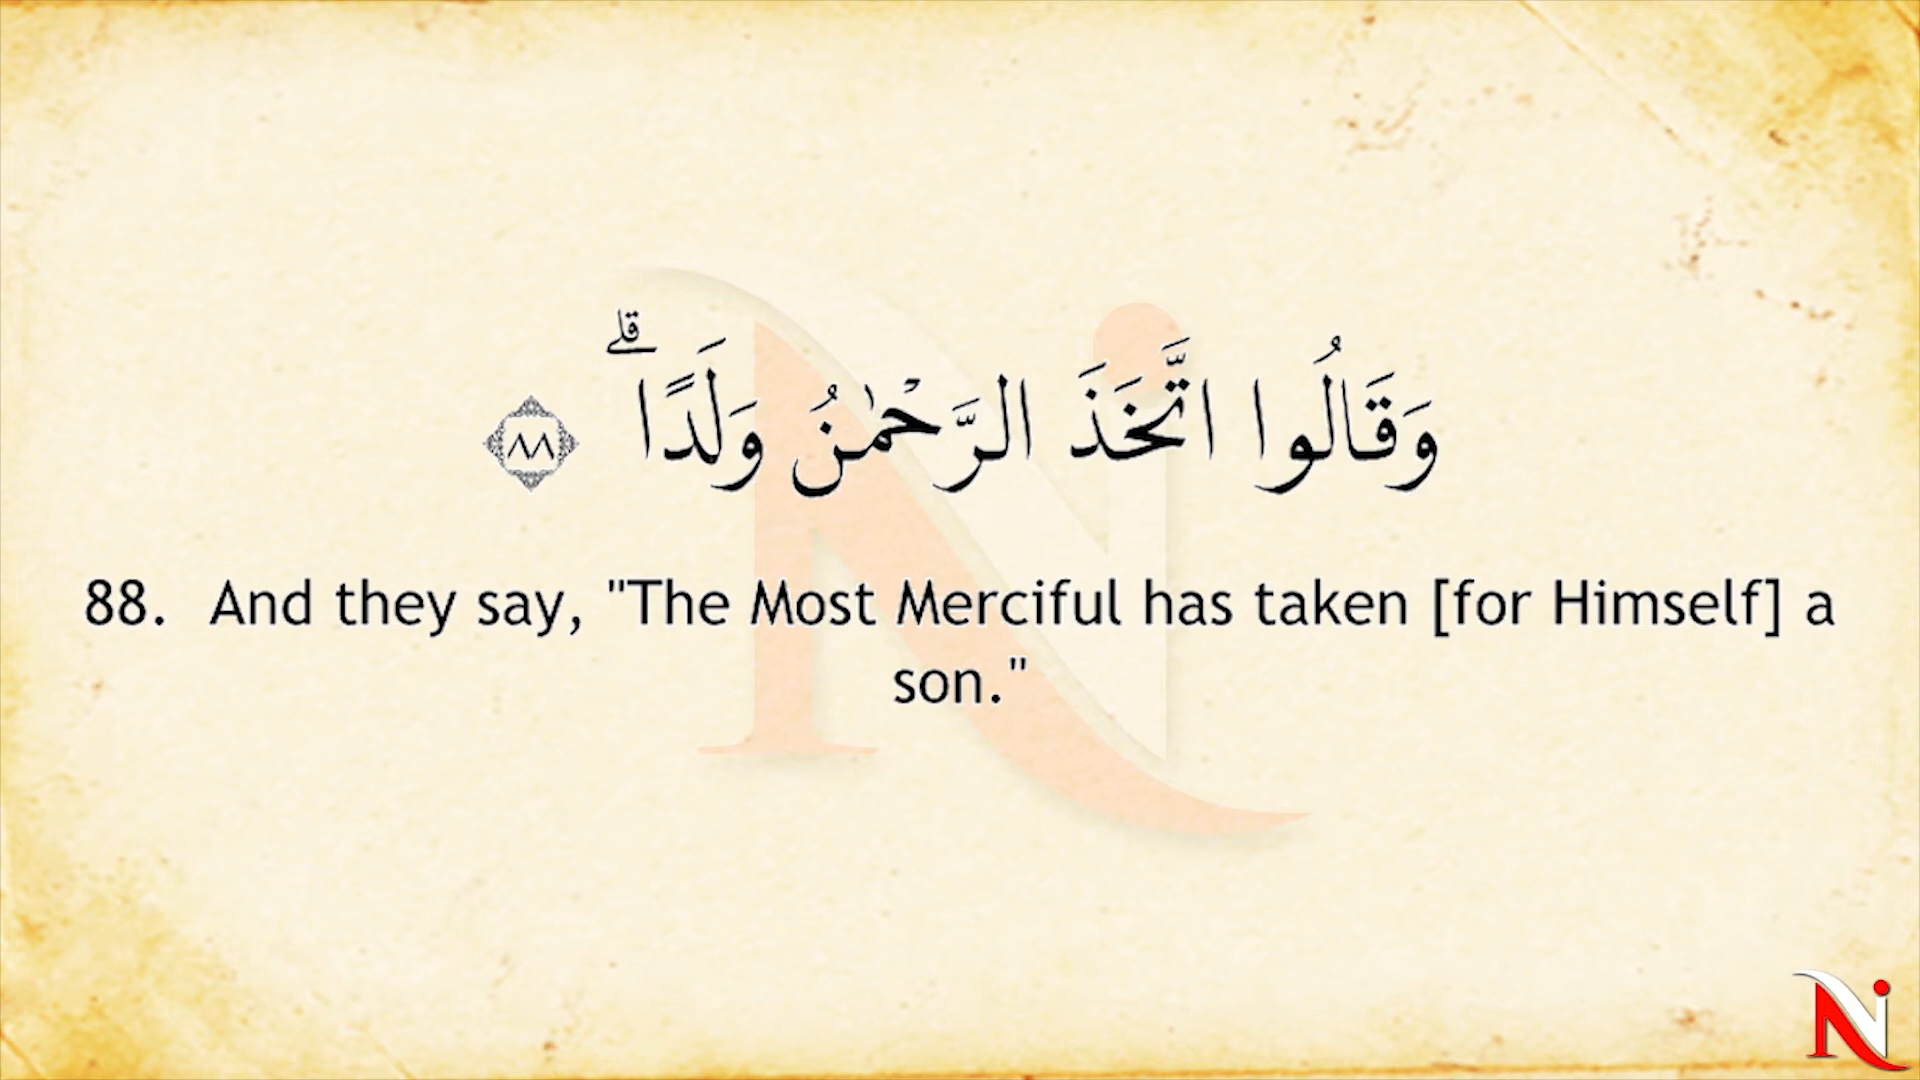 وَقَالُوا اتَّخَذَ الرَّحْمٰنُ وَلَدًا ۗ ٨٨
88. And they say, "The Most Merciful has taken [for Himself] a
son."